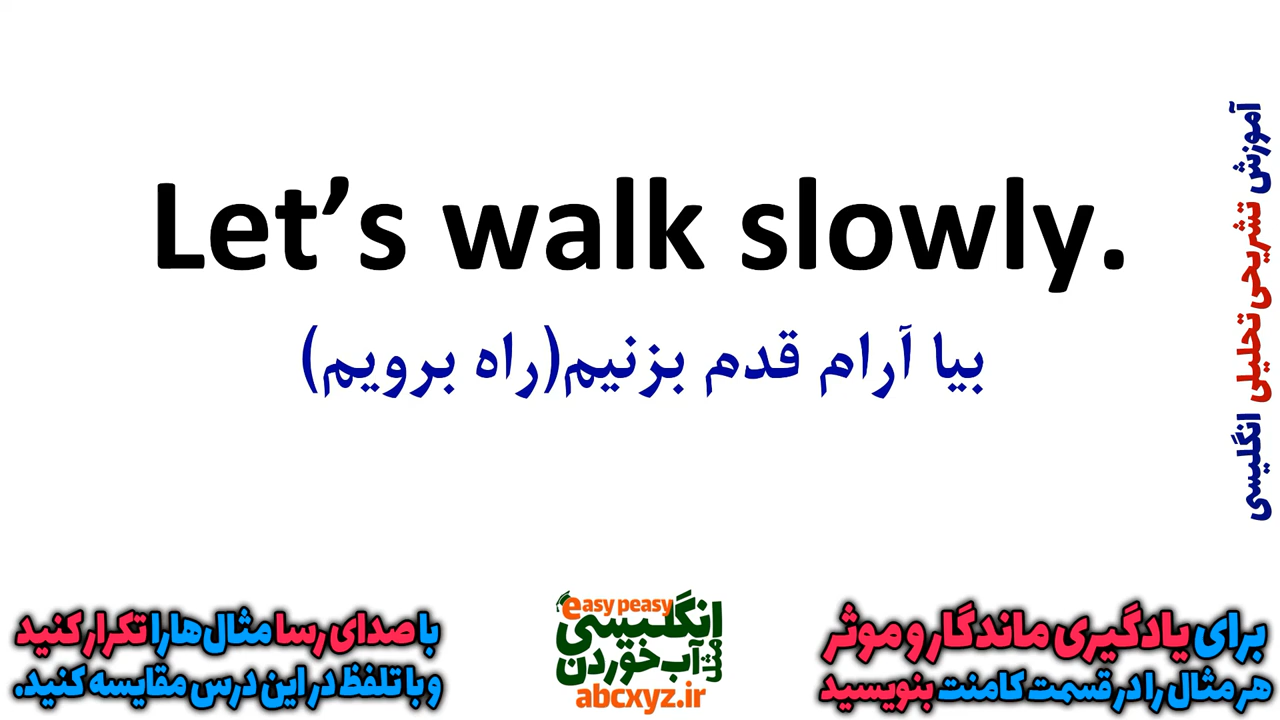 Let’s walk slowly.
بیا آرام قدم بزنیم(راه برویم)
آموزش تشریحی تحلیلی انگلیسی
با صدای رسا مثال‌ها را تکرار کنید
و با تلفظ در این درس مقایسه کنید.
easy peasy
انگلیسی
مثل آب خوردن
abcxyz.ir
برای یادگیری ماندگار و موثر
هر مثال را در قسمت کامنت بنویسید